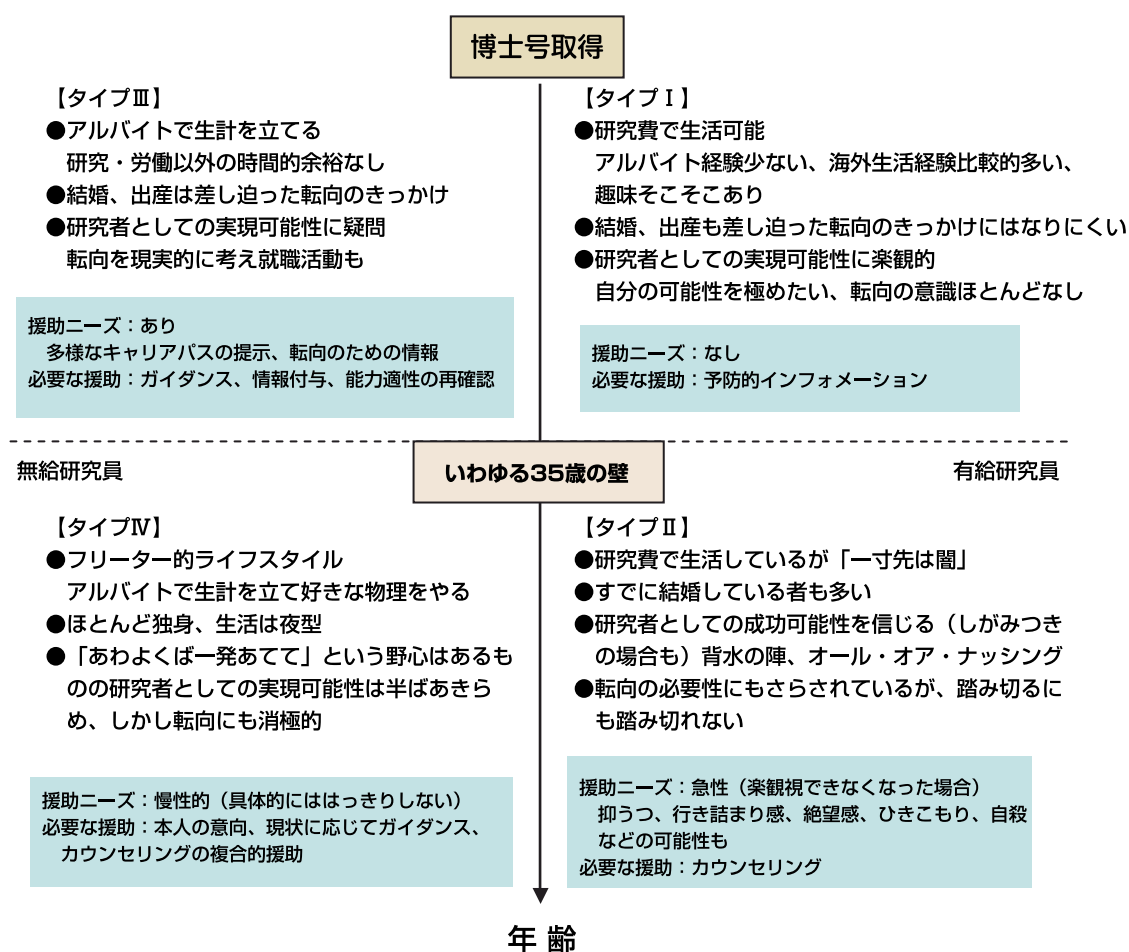 博士号取得
【タイプⅢ】
●アルバイトで生計を立てる
研究・労働以外の時間的余裕なし
●結婚、出産は差し迫った転向のきっかけ
●研究者としての実現可能性に疑問
転向を現実的に考え就職活動も
援助ニーズ：あり
多様なキャリアパスの提示、転向のための情報
必要な援助：ガイダンス、情報付与、能力適性の再確認
【タイプⅠ】
●研究費で生活可能
アルバイト経験少ない、海外生活経験比較的多い、
趣味そこそこあり
●結婚、出産も差し迫った転向のきっかけにはなりにくい
●研究者としての実現可能性に楽観的
自分の可能性を極めたい、転向の意識ほとんどなし
援助ニーズ：なし
必要な援助：予防的インフォメーション
無給研究員
いわゆる35歳の壁
有給研究員
【タイプⅣ】
●フリーター的ライフスタイル
アルバイトで生計を立て好きな物理をやる
●ほとんど独身、生活は夜型
●「あわよくば一発あてて」という野心はあるも
のの研究者としての実現可能性は半ばあきら
め、しかし転向にも消極的
援助ニーズ：慢性的（具体的にははっきりしない）
必要な援助：本人の意向、現状に応じてガイダンス、
カウンセリングの複合的援助
【タイプⅡ】
●研究費で生活しているが「一寸先は闇」
●すでに結婚している者も多い
●研究者としての成功可能性を信じる（しがみつき
の場合も）背水の陣、オール・オア・ナッシング
●転向の必要性にもさらされているが、踏み切るに
も踏み切れない
援助ニーズ：急性（楽観視できなくなった場合）
抑うつ、行き詰まり感、絶望感、ひきこもり、自殺
などの可能性も
必要な援助：カウンセリング
年 齢